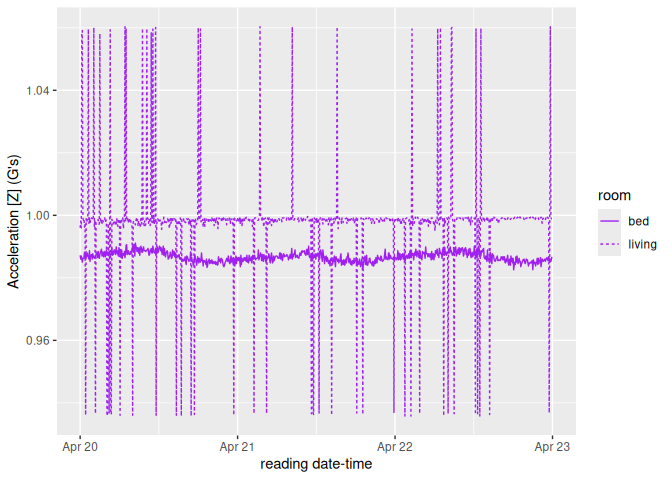 Acceleration [Z] (G's)
1.04
1.00
0.96
Apr 20
Apr 21
Apr 22
Apr 23
reading date-time
room
bed
living